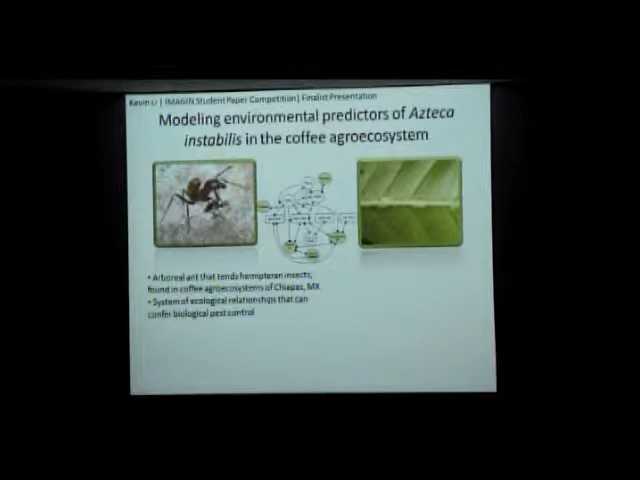 Kevin Li | IMAGIN Student Paper Competition| Finalist Presentation
Modeling environmental predictors of Azteca
instabilis in the coffee agroecosystem
• Arboreal ant that tends hemipteran insects,
found in coffee agroecosystems of Chiapas, MX
• System of ecological relationships that can
confer biological pest control